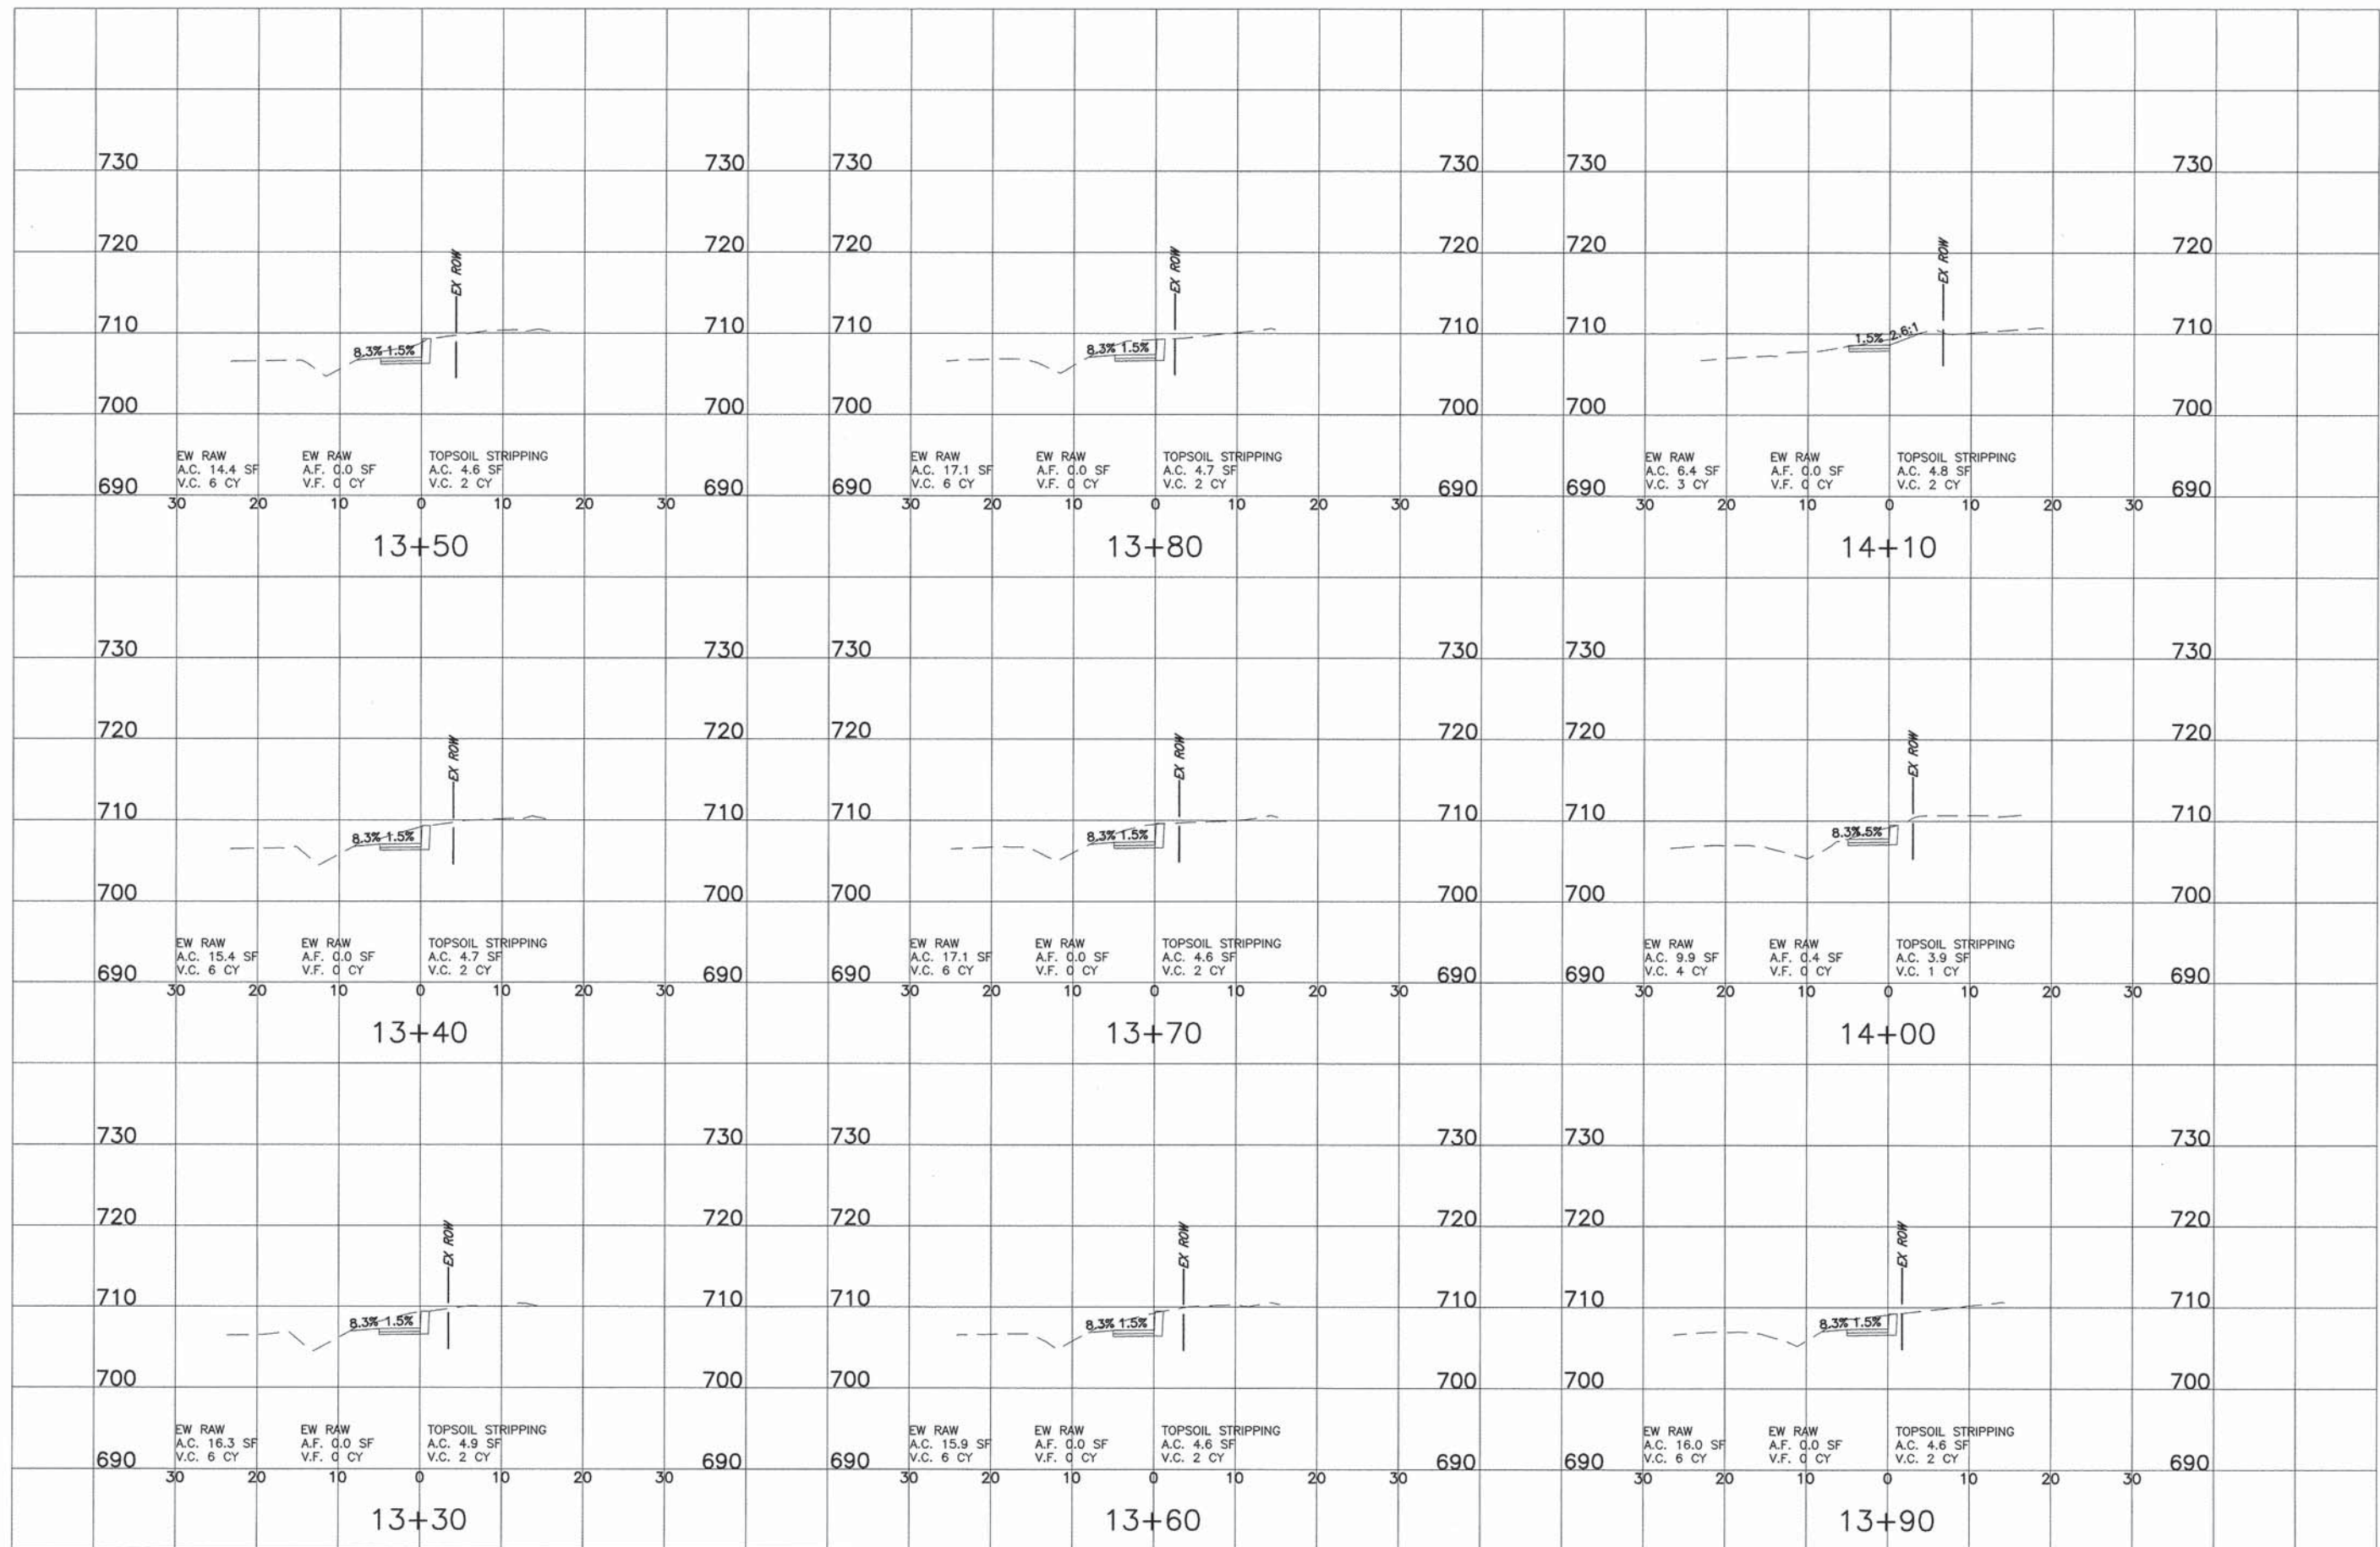 730 730 730 730 730 730
720 720 720 720 720 720
EX ROW EX ROW EX ROW
710 710 710 710 710 710
8.3% 1.5% 8.3% 1.5% 1.5% 2.6:1
700 700 700 700 700 700
EW RAW EW RAW TOPSOIL STRIPPING EW RAW EW RAW TOPSOIL STRIPPING EW RAW EW RAW TOPSOIL STRIPPING
A.C. 14.4 SF A.F. 0.0 SF A.C. 4.6 SF A.C. 17.1 SF A.F. 0.0 SF A.C. 4.7 SF A.C. 6.4 SF A.F. 0.0 SF A.C. 4.8 SF
V.C. 6 CY V.F. 0 CY V.C. 2 CY V.C. 6 CY V.F. 0 CY V.C. 2 CY V.C. 3 CY V.F. 0 CY V.C. 2 CY
690 690 690 690 690 690
30 20 10 0 10 20 30 30 20 10 0 10 20 30 30 20 10 0 10 20 30
13+50 13+80 14+10
730 730 730 730 730 730
720 720 720 720 720 720
EX ROW EX ROW EX ROW
710 710 710 710 710 710
8.3% 1.5% 8.3% 1.5% 8.3% .5%
700 700 700 700 700 700
EW RAW EW RAW TOPSOIL STRIPPING EW RAW EW RAW TOPSOIL STRIPPING EW RAW EW RAW TOPSOIL STRIPPING
A.C. 15.4 SF A.F. 0.0 SF A.C. 4.7 SF A.C. 17.1 SF A.F. 0.0 SF A.C. 4.6 SF A.C. 9.9 SF A.F. 0.4 SF A.C. 3.9 SF
V.C. 6 CY V.F. 0 CY V.C. 2 CY V.C. 6 CY V.F. 0 CY V.C. 2 CY V.C. 4 CY V.F. 0 CY V.C. 1 CY
690 690 690 690 690 690
30 20 10 0 10 20 30 30 20 10 0 10 20 30 30 20 10 0 10 20 30
13+40 13+70 14+00
730 730 730 730 730 730
720 720 720 720 720 720
EX ROW EX ROW EX ROW
710 710 710 710 710 710
8.3% 1.5% 8.3% 1.5% 8.3% 1.5%
700 700 700 700 700 700
EW RAW EW RAW TOPSOIL STRIPPING EW RAW EW RAW TOPSOIL STRIPPING EW RAW EW RAW TOPSOIL STRIPPING
A.C. 16.3 SF A.F. 0.0 SF A.C. 4.9 SF A.C. 15.9 SF A.F. 0.0 SF A.C. 4.6 SF A.C. 16.0 SF A.F. 0.0 SF A.C. 4.6 SF
V.C. 6 CY V.F. 0 CY V.C. 2 CY V.C. 6 CY V.F. 0 CY V.C. 2 CY V.C. 6 CY V.F. 0 CY V.C. 2 CY
690 690 690 690 690 690
30 20 10 0 10 20 30 30 20 10 0 10 20 30 30 20 10 0 10 20 30
13+30 13+60 13+90